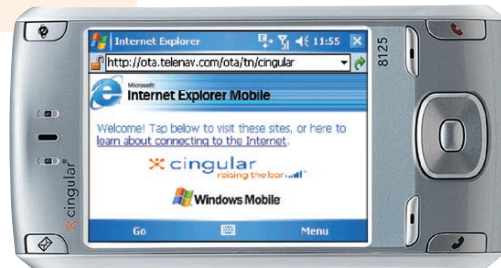 Internet Explorer
11:55
http://ota.telenav.com/ota/tn/cingular
Microsoft
Internet Explorer Mobile
Welcome! Tap below to visit these sites, or here to
learn about connecting to the Internet.
cingular
raising the bar
Windows Mobile
Go
Menu
cingular
8125